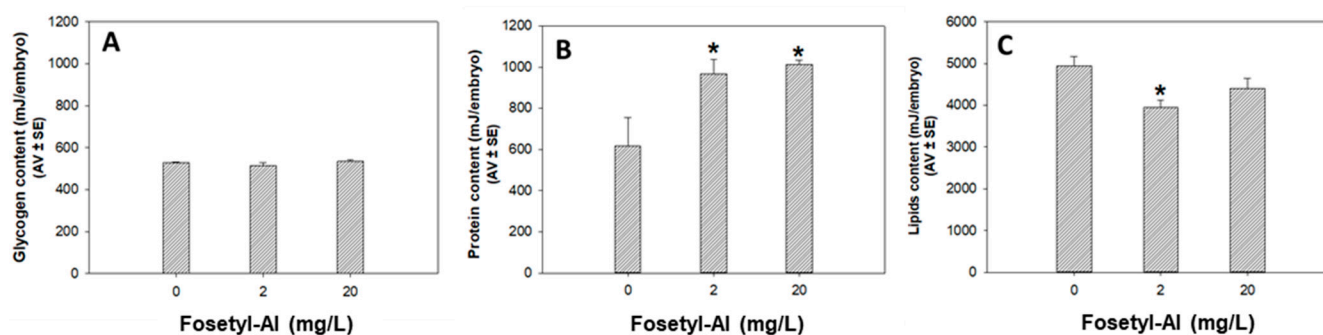 A
Glycogen content (mJ/embryo)
(AV ± SE)
1200
1000
800
600
400
200
0
0
2
20
Fosetyl-Al (mg/L)
B
Protein content (mJ/embryo)
(AV ± SE)
1200
1000
800
600
400
200
0
*
*
0
2
20
Fosetyl-Al (mg/L)
C
Lipids content (mJ/embryo)
(AV ± SE)
6000
5000
4000
3000
2000
1000
0
*
0
2
20
Fosetyl-Al (mg/L)